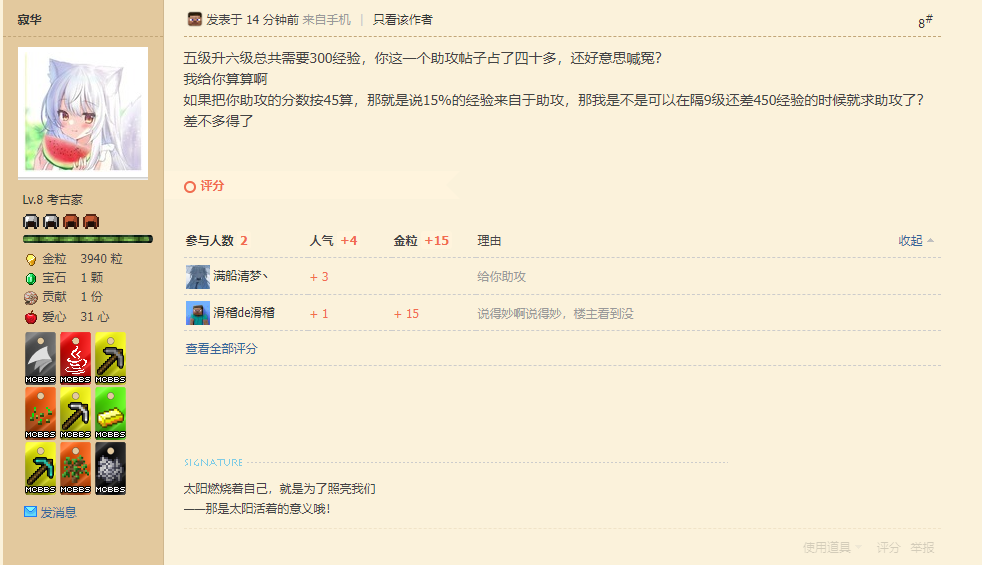 寂华
发表于 14 分钟前 来自手机 | 只看该作者
8#
五级升六级总共需要300经验，你这一个助攻帖子占了四十多，还好意思喊冤？
我给你算算啊
如果把你助攻的分数按45算，那就是说15%的经验来自于助攻，那我是不是可以在隔9级还差450经验的时候就求助攻了？
差不多得了
Lv.8 考古家
金粒 3940 粒
宝石 1 颗
贡献 1 份
爱心 31 心
MCBBS MCBBS MCBBS
MCBBS MCBBS MCBBS
MCBBS MCBBS MCBBS
发消息
评分
参与人数 2 人气 +4 金粒 +15 理由 收起
满船清梦丶 + 3 给你助攻
滑稽de滑稽 + 1 + 15 说得妙啊说得妙，楼主看到没
查看全部评分
SIGNATURE
太阳燃烧着自己，就是为了照亮我们
——那是太阳活着的意义哦！
使用道具 评分 举报